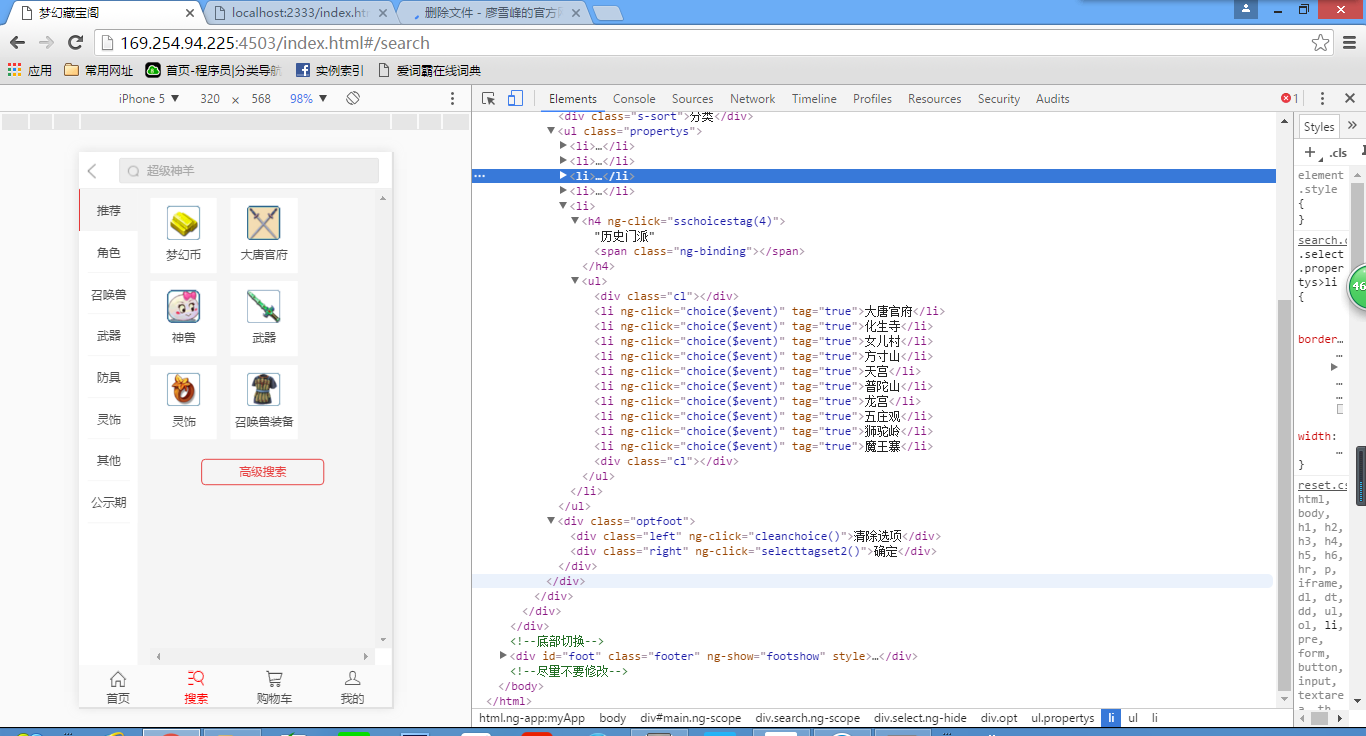 梦幻藏宝阁
localhost:2333/index.ht
删除文件 - 廖雪峰的官方
169.254.94.225:4503/index.html#/search
应用 常用网址 首页-程序员|分类导航 实例索引 爱词霸在线词典
iPhone 5 ▼ 320 × 568 98% ▼
Elements Console Sources Network Timeline Profiles Resources Security Audits
1
超级神羊
推荐
角色
召唤兽
武器
防具
灵饰
其他
公示期
梦幻币
大唐官府
神兽
武器
灵饰
召唤兽装备
高级搜索
首页
搜索
购物车
我的
<div class="s-sort">分类</div>
▼<ul class="propertys">
▶<li>…</li>
▶<li>…</li>
▶<li>…</li>
▶<li>…</li>
▼<li>
▼<h4 ng-click="sschoicestag(4)">
"历史门派"
<span class="ng-binding"></span>
</h4>
▼<ul>
<div class="cl"></div>
<li ng-click="choice($event)" tag="true">大唐官府</li>
<li ng-click="choice($event)" tag="true">化生寺</li>
<li ng-click="choice($event)" tag="true">女儿村</li>
<li ng-click="choice($event)" tag="true">方寸山</li>
<li ng-click="choice($event)" tag="true">天宫</li>
<li ng-click="choice($event)" tag="true">普陀山</li>
<li ng-click="choice($event)" tag="true">龙宫</li>
<li ng-click="choice($event)" tag="true">五庄观</li>
<li ng-click="choice($event)" tag="true">狮驼岭</li>
<li ng-click="choice($event)" tag="true">魔王寨</li>
<div class="cl"></div>
</ul>
</li>
</ul>
▼<div class="optfoot">
<div class="left" ng-click="cleanchoice()">清除选项</div>
<div class="right" ng-click="selecttagset2()">确定</div>
</div>
</div>
</div>
</div>
</div>
<!--底部切换-->
▶<div id="foot" class="footer" ng-show="footshow" style>…</div>
<!--尽量不要修改-->
</body>
</html>
html.ng-app:myApp body div#main.ng-scope div.search.ng-scope div.select.ng-hide div.opt ul.propertys li ul li
Styles
+ .cls
element
.style
{
}
search.c
.select
.proper
tys>li
{
border…
width:
}
reset.cs
html,
body,
h1, h2,
h3, h4,
h5, h6,
hr, p,
iframe,
dl, dt,
dd, ul,
ol, li,
pre,
form,
button,
input,
textare
46